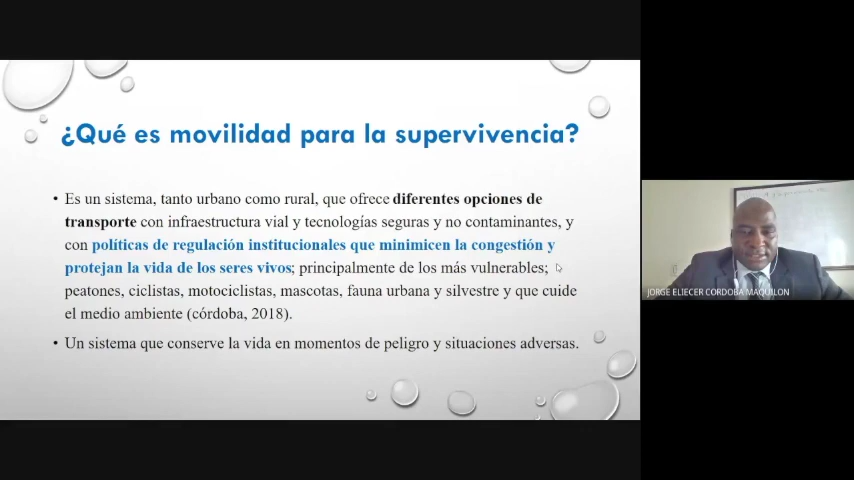 ¿Qué es movilidad para la supervivencia?
• Es un sistema, tanto urbano como rural, que ofrece diferentes opciones de
transporte con infraestructura vial y tecnologías seguras y no contaminantes, y
con políticas de regulación institucionales que minimicen la congestión y
protejan la vida de los seres vivos; principalmente de los más vulnerables;
peatones, ciclistas, motociclistas, mascotas, fauna urbana y silvestre y que cuide
el medio ambiente (córdoba, 2018).
• Un sistema que conserve la vida en momentos de peligro y situaciones adversas.
JORGE ELIECER CORDOBA MAQUILON